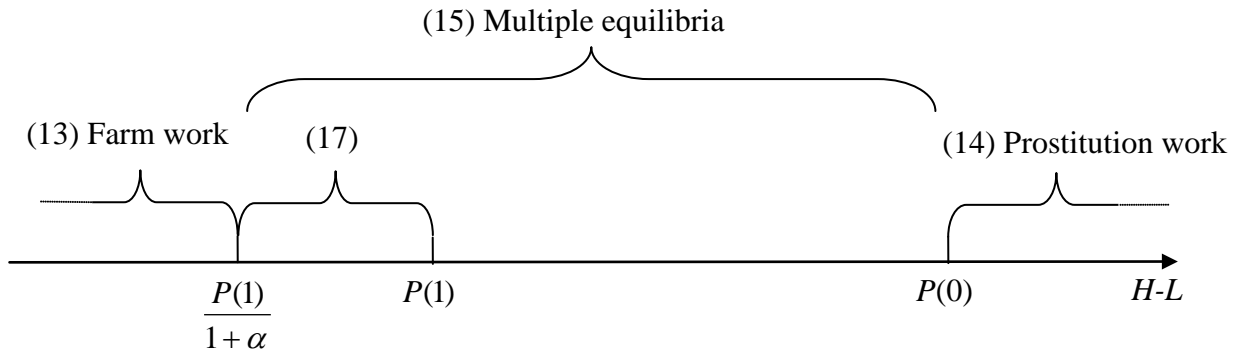 (15) Multiple equilibria
(13) Farm work
(17)
(14) Prostitution work
P(1)
1 + α
P(1)
P(0)
H-L